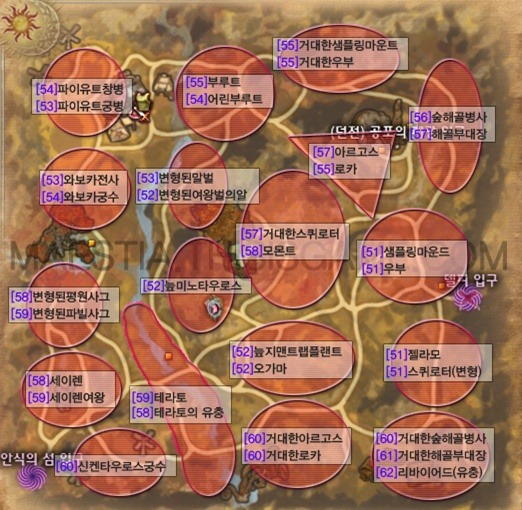 [55]거대한샘플링마운트
[55]거대한우부
[54]파이유트창병
[53]파이유트궁병
[55]부루트
[54]어린부루트
[56]숲해골병사
[57]해골부대장
(던전) 공포의
[57]아르고스
[55]로카
[53]와보카전사
[54]와보카궁수
[53]변형된말벌
[52]변형된여왕벌의알
[57]거대한스퀴로터
[58]모몬트
[51]샘플링마운드
[51]우부
[52]늪미노타우로스
입구
[58]변형된평원사그
[59]변형된파빌사그
[52]늪지맨트랩플란트
[52]오가마
[51]젤라모
[51]스퀴로터(변형)
[58]세이렌
[59]세이렌여왕
[59]테라토
[58]테라토의 유충
[60]거대한아르고스
[60]거대한로카
[60]거대한숲해골병사
[61]거대한해골부대장
[62]리바이어드(유충)
안식의 섬 입구
[60]신켄타우로스궁수